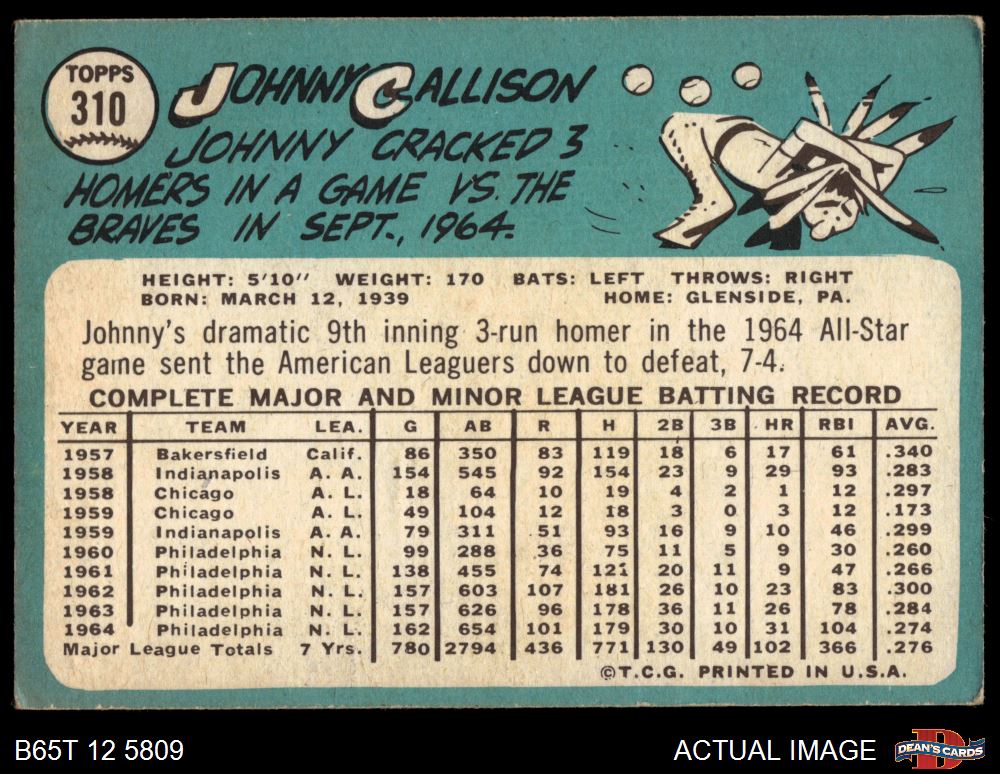 TOPPS
310
JOHNNY CALLISON
JOHNNY CRACKED 3
HOMERS IN A GAME VS. THE
BRAVES IN SEPT., 1964.
HEIGHT: 5'10" WEIGHT: 170 BATS: LEFT THROWS: RIGHT
BORN: MARCH 12, 1939 HOME: GLENSIDE, PA.
Johnny's dramatic 9th inning 3-run homer in the 1964 All-Star
game sent the American Leaguers down to defeat, 7-4.
COMPLETE MAJOR AND MINOR LEAGUE BATTING RECORD
YEAR TEAM LEA. G AB R H 2B 3B HR RBI AVG.
1957 Bakersfield Calif. 86 350 83 119 18 6 17 61 .340
1958 Indianapolis A. A. 154 545 92 154 23 9 29 93 .283
1958 Chicago A. L. 18 64 10 19 4 2 1 12 .297
1959 Chicago A. L. 49 104 12 18 3 0 3 12 .173
1959 Indianapolis A. A. 79 311 51 93 16 9 10 46 .299
1960 Philadelphia N. L. 99 288 36 75 11 5 9 30 .260
1961 Philadelphia N. L. 138 455 74 121 20 11 9 47 .266
1962 Philadelphia N. L. 157 603 107 181 26 10 23 83 .300
1963 Philadelphia N. L. 157 626 96 178 36 11 26 78 .284
1964 Philadelphia N. L. 162 654 101 179 30 10 31 104 .274
Major League Totals 7 Yrs. 780 2794 436 771 130 49 102 366 .276
©T.C.G. PRINTED IN U.S.A.
B65T 12 5809 ACTUAL IMAGE DEAN'S CARDS